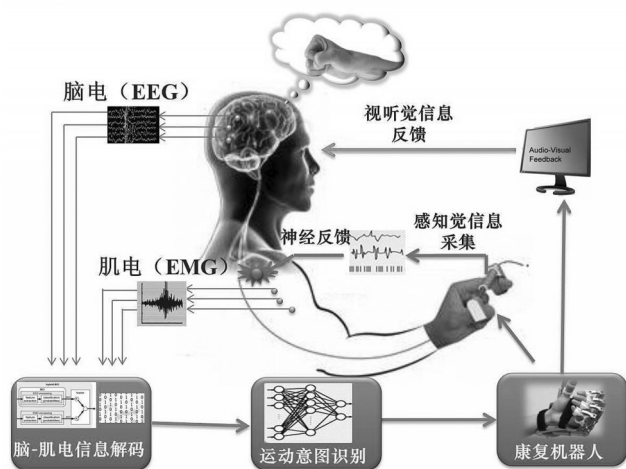 脑电（EEG）
视听觉信息
反馈
Audio-Visual
Feedback
神经反馈
感知觉信息
采集
肌电（EMG）
脑-肌电信息解码
运动意图识别
康复机器人